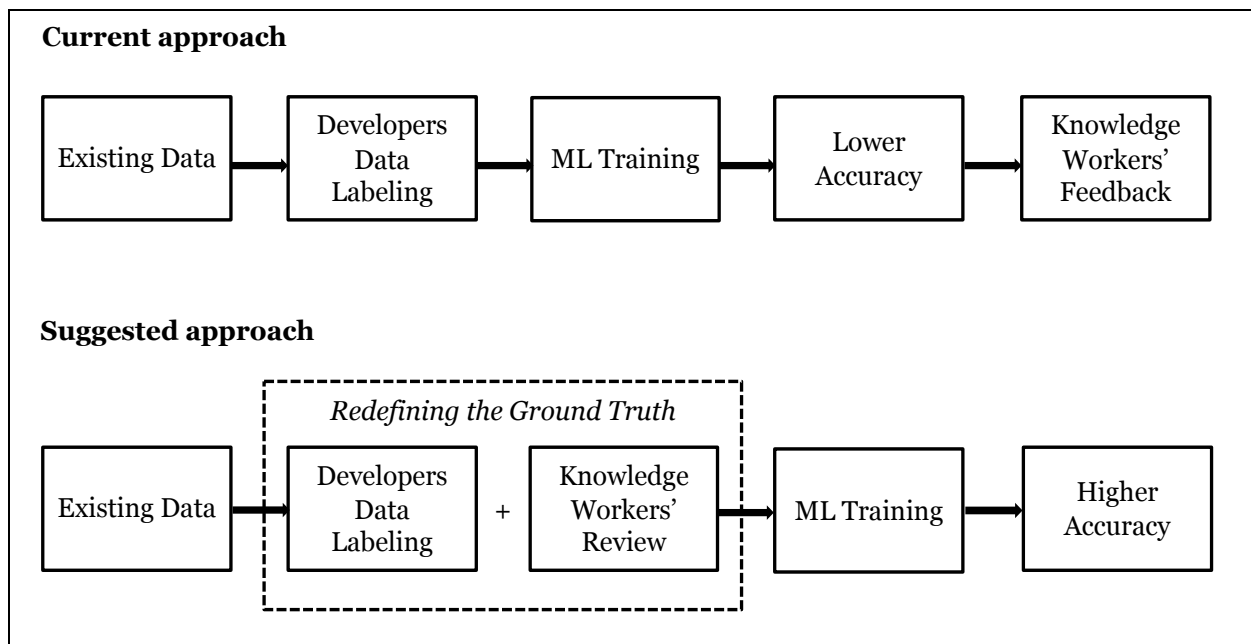 Current approach
Existing Data
Developers
Data
Labeling
ML Training
Lower
Accuracy
Knowledge
Workers’
Feedback
Suggested approach
Redefining the Ground Truth
Existing Data
Developers
Data
Labeling
+
Knowledge
Workers’
Review
ML Training
Higher
Accuracy